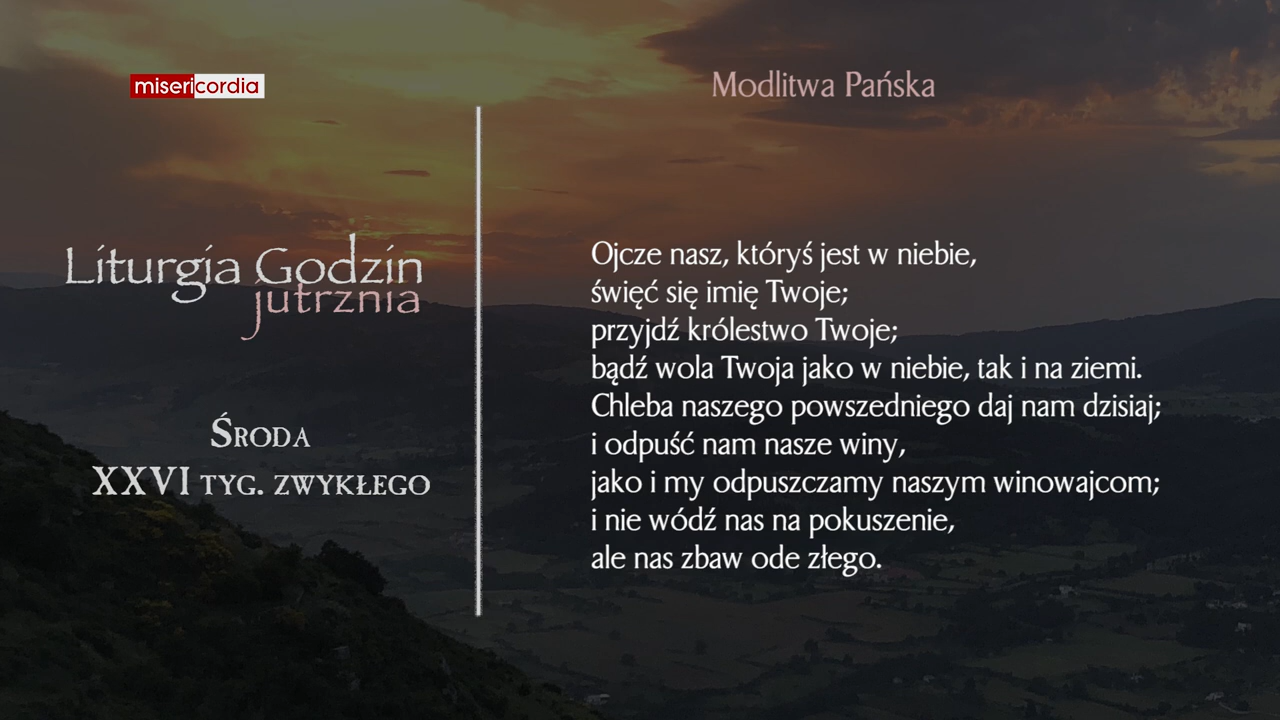 misericordia
Liturgia Godzin
jutrznia
Środa
XXVI tyg. zwykłego
Modlitwa Pańska
Ojcze nasz, któryś jest w niebie,
święć się imię Twoje;
przyjdź królestwo Twoje;
bądź wola Twoja jako w niebie, tak i na ziemi.
Chleba naszego powszedniego daj nam dzisiaj;
i odpuść nam nasze winy,
jako i my odpuszczamy naszym winowajcom;
i nie wódź nas na pokuszenie,
ale nas zbaw ode złego.